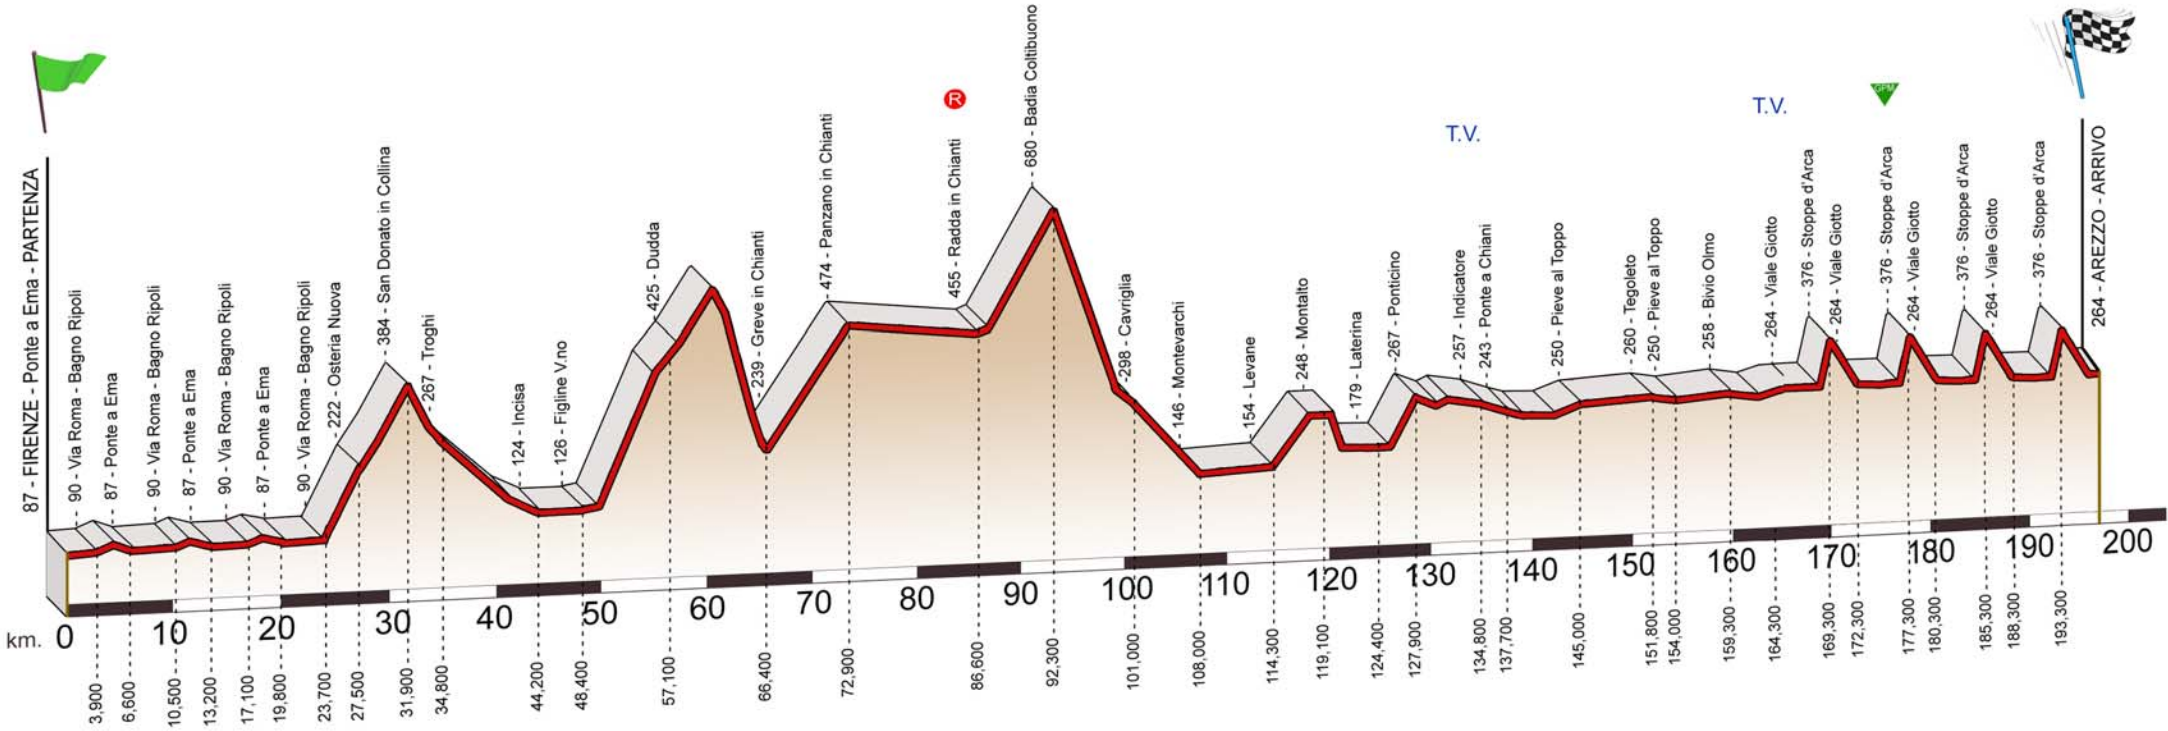 87 - FIRENZE - Ponte a Ema - PARTENZA
90 - Via Roma - Bagno Ripoli
87 - Ponte a Ema
90 - Via Roma - Bagno Ripoli
87 - Ponte a Ema
90 - Via Roma - Bagno Ripoli
87 - Ponte a Ema
90 - Via Roma - Bagno Ripoli
222 - Osteria Nuova
384 - San Donato in Collina
267 - Troghi
124 - Incisa
126 - Figline V.no
425 - Dudda
239 - Greve in Chianti
474 - Panzano in Chianti
R
455 - Radda in Chianti
680 - Badia Coltibuono
298 - Cavriglia
146 - Montevarchi
154 - Levane
248 - Montalto
179 - Laterina
267 - Ponticino
T.V.
257 - Indicatore
243 - Ponte a Chiani
250 - Pieve al Toppo
260 - Tegoleto
250 - Pieve al Toppo
258 - Bivio Olmo
T.V.
264 - Viale Giotto
376 - Stoppe d'Arca
264 - Viale Giotto
GPM
376 - Stoppe d'Arca
264 - Viale Giotto
376 - Stoppe d'Arca
264 - Viale Giotto
376 - Stoppe d'Arca
264 - AREZZO - ARRIVO
km. 0 10 20 30 40 50 60 70 80 90 100 110 120 130 140 150 160 170 180 190 200
3,900
6,600
10,500
13,200
17,100
19,800
23,700
27,500
31,900
34,800
44,200
48,400
57,100
66,400
72,900
86,600
92,300
101,000
108,000
114,300
119,100
124,400
127,900
134,800
137,700
145,000
151,800
154,000
159,300
164,300
169,300
172,300
177,300
180,300
185,300
188,300
193,300